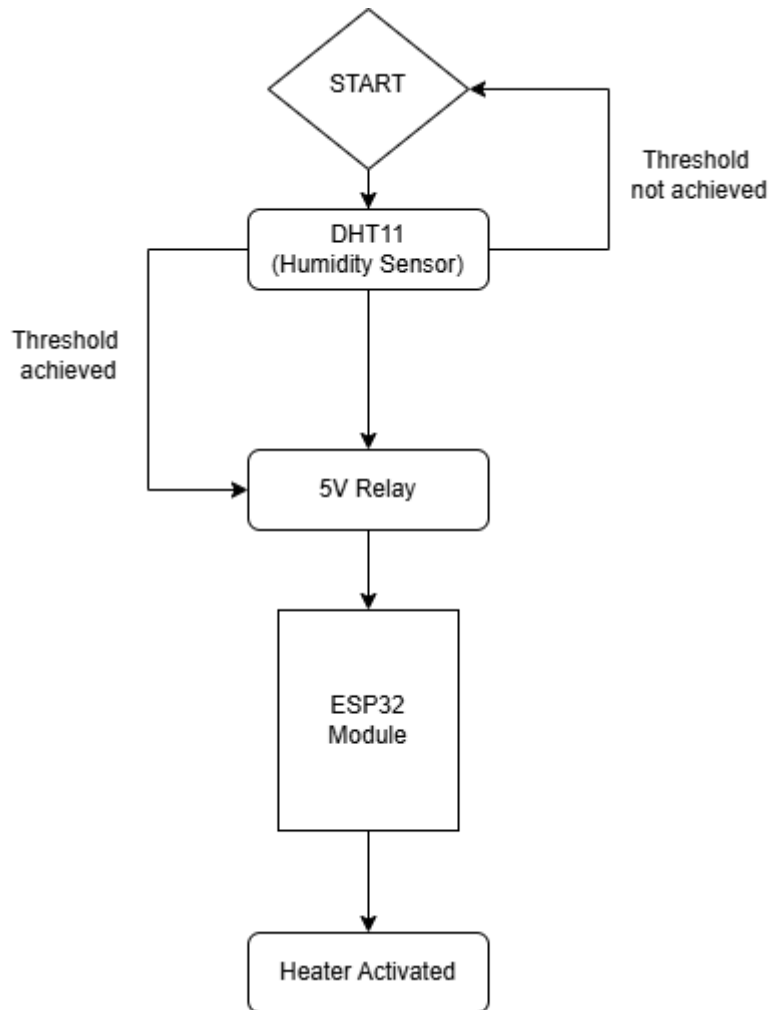 START
Threshold
not achieved
DHT11
(Humidity Sensor)
Threshold
achieved
5V Relay
ESP32
Module
Heater Activated